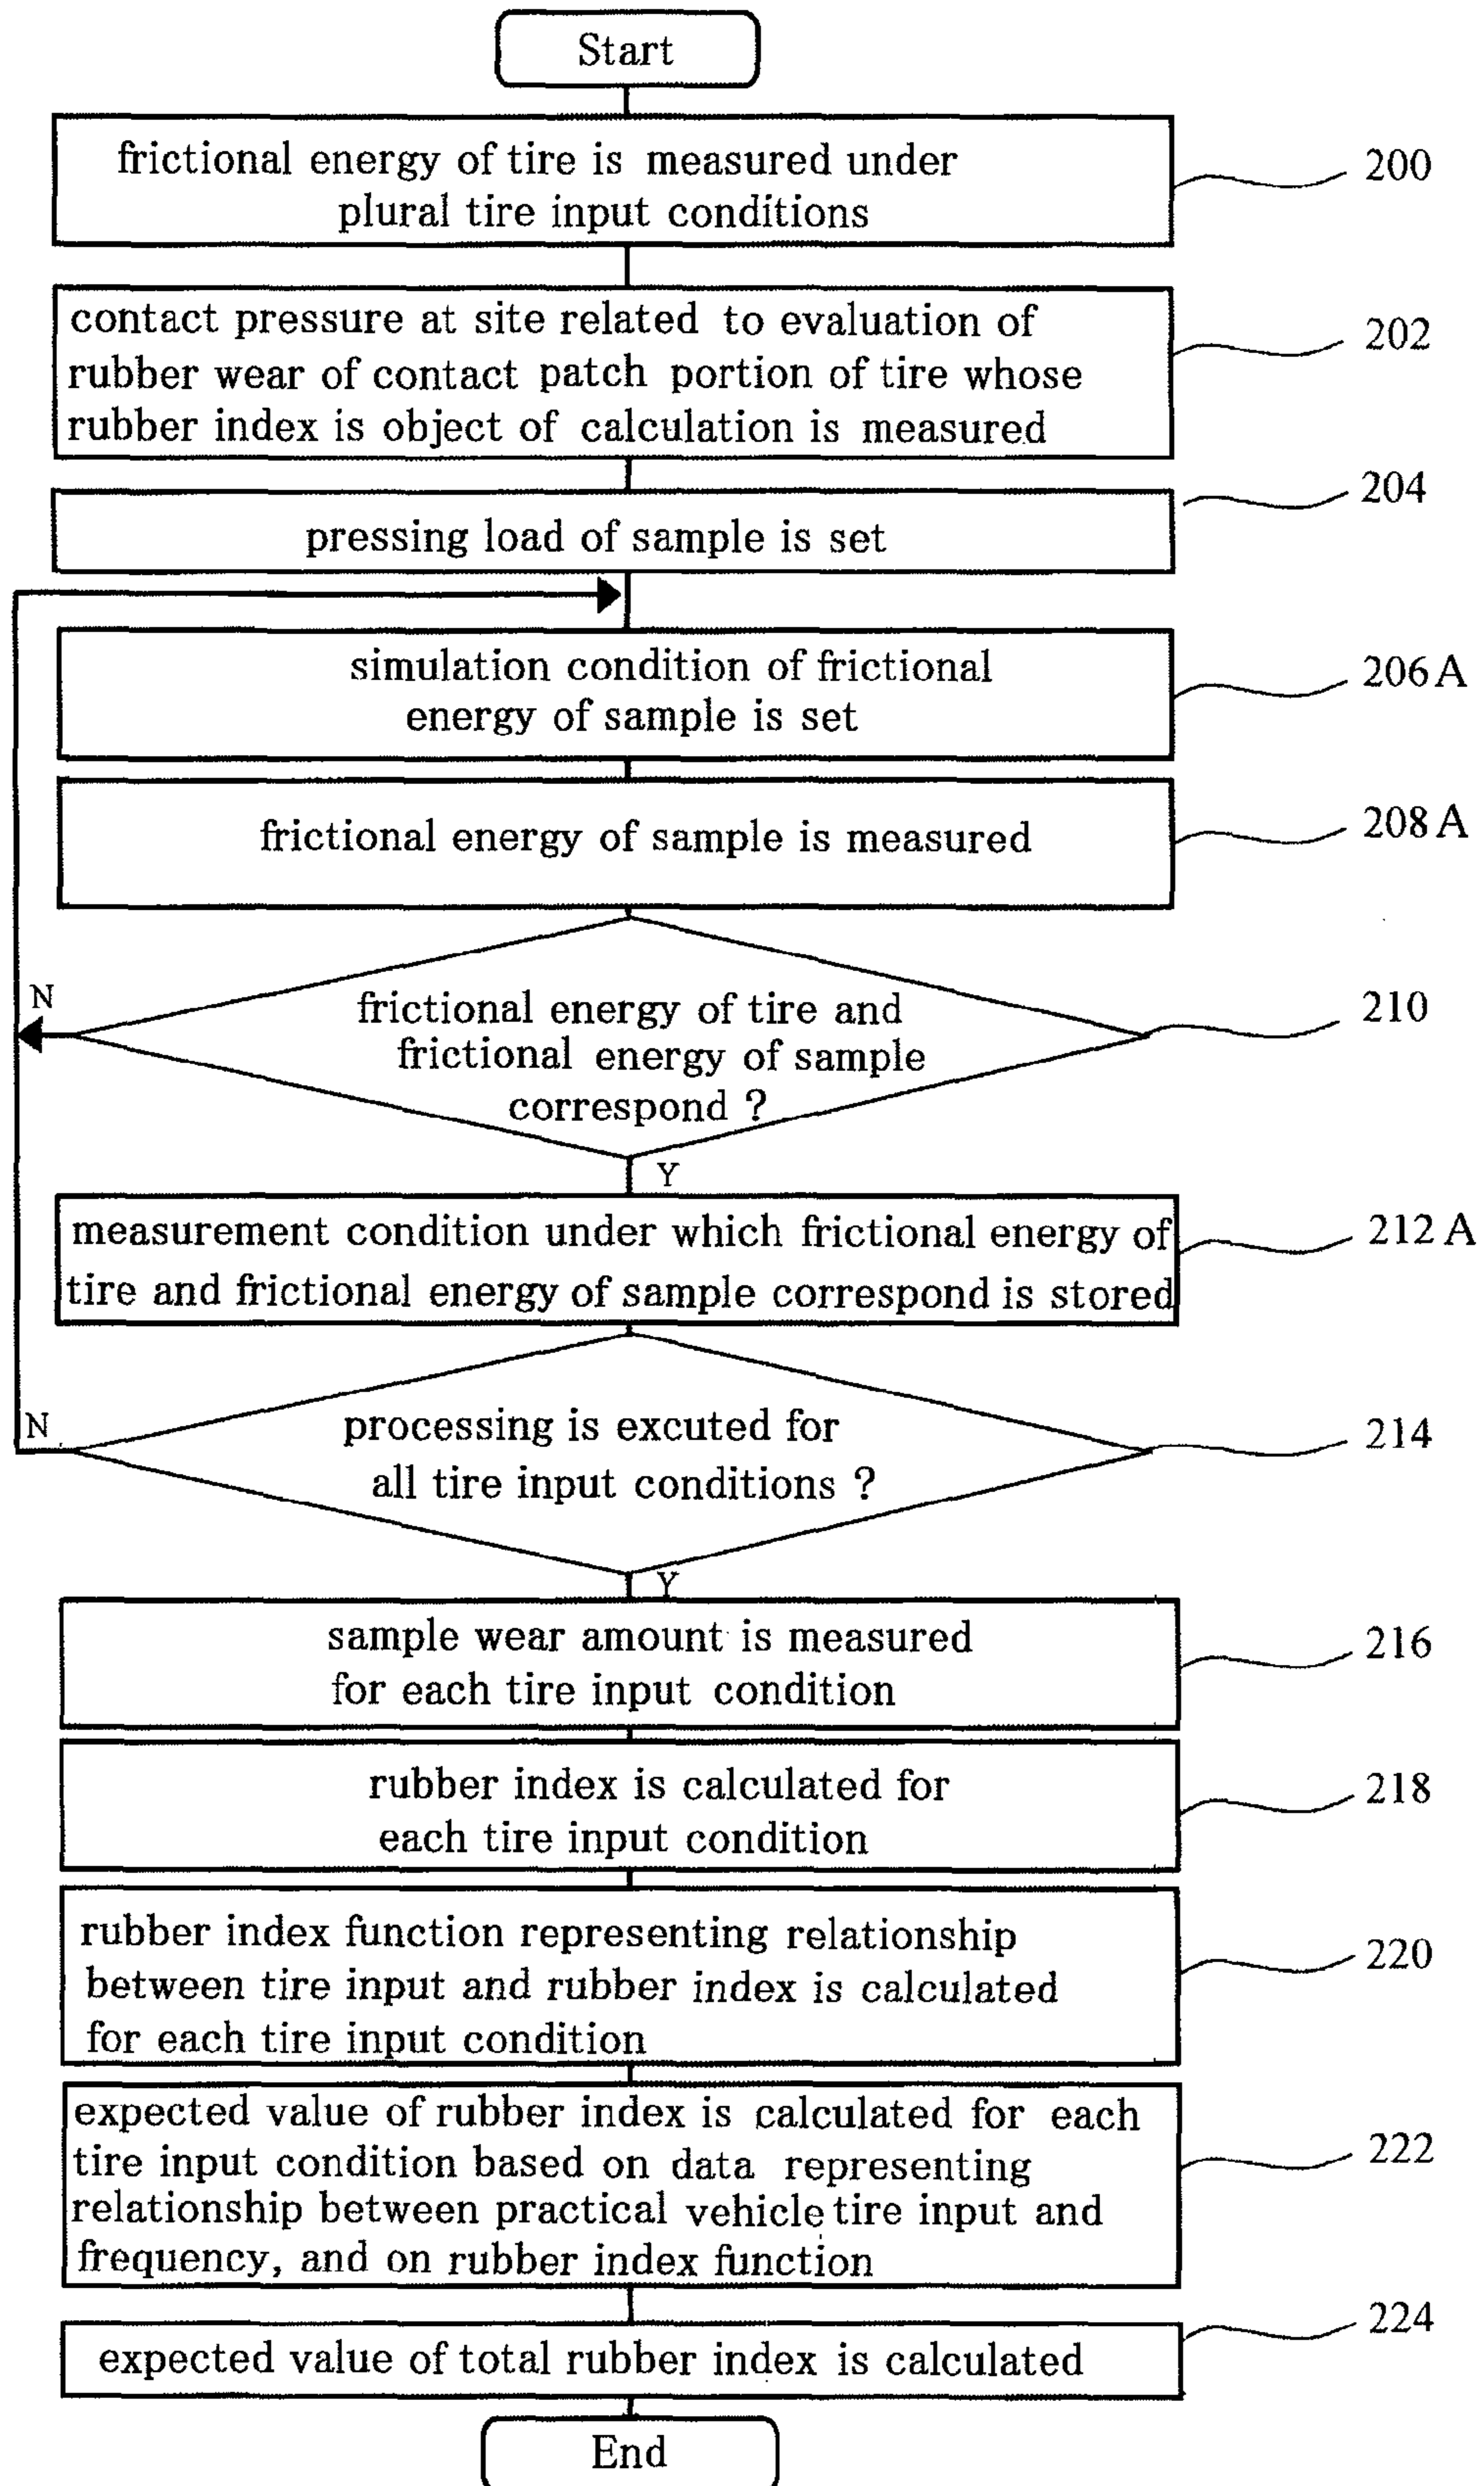 Start
frictional energy of tire is measured under
plural tire input conditions
200
contact pressure at site related to evaluation of
rubber wear of contact patch portion of tire whose
rubber index is object of calculation is measured
202
204
pressing load of sample is set
simulation condition of frictional
energy of sample is set
206A
frictional energy of sample is measured
208A
N
frictional energy of tire and
frictional energy of sample
correspond ?
210
Y
measurement condition under which frictional energy of
tire and frictional energy of sample correspond is stored
212A
N
processing is excuted for
all tire input conditions ?
214
Y
sample wear amount is measured
for each tire input condition
216
rubber index is calculated for
each tire input condition
218
rubber index function representing relationship
between tire input and rubber index is calculated
for each tire input condition
220
expected value of rubber index is calculated for each
tire input condition based on data representing
relationship between practical vehicle tire input and
frequency, and on rubber index function
222
224
expected value of total rubber index is calculated
End